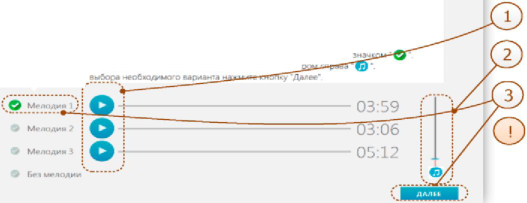 1
значком " ".
ром справа " ".
2
выбора необходимого варианта нажмите кнопку "Далее".
3
Мелодия 1
03:59
Мелодия 2
03:06
!
Мелодия 3
05:12
Без мелодии
ДАЛЕЕ